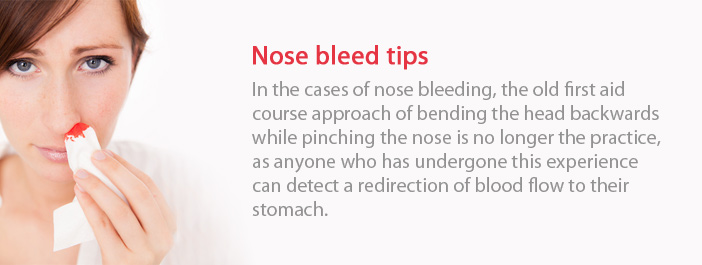 Nose bleed tips
In the cases of nose bleeding, the old first aid
course approach of bending the head backwards
while pinching the nose is no longer the practice,
as anyone who has undergone this experience
can detect a redirection of blood flow to their
stomach.